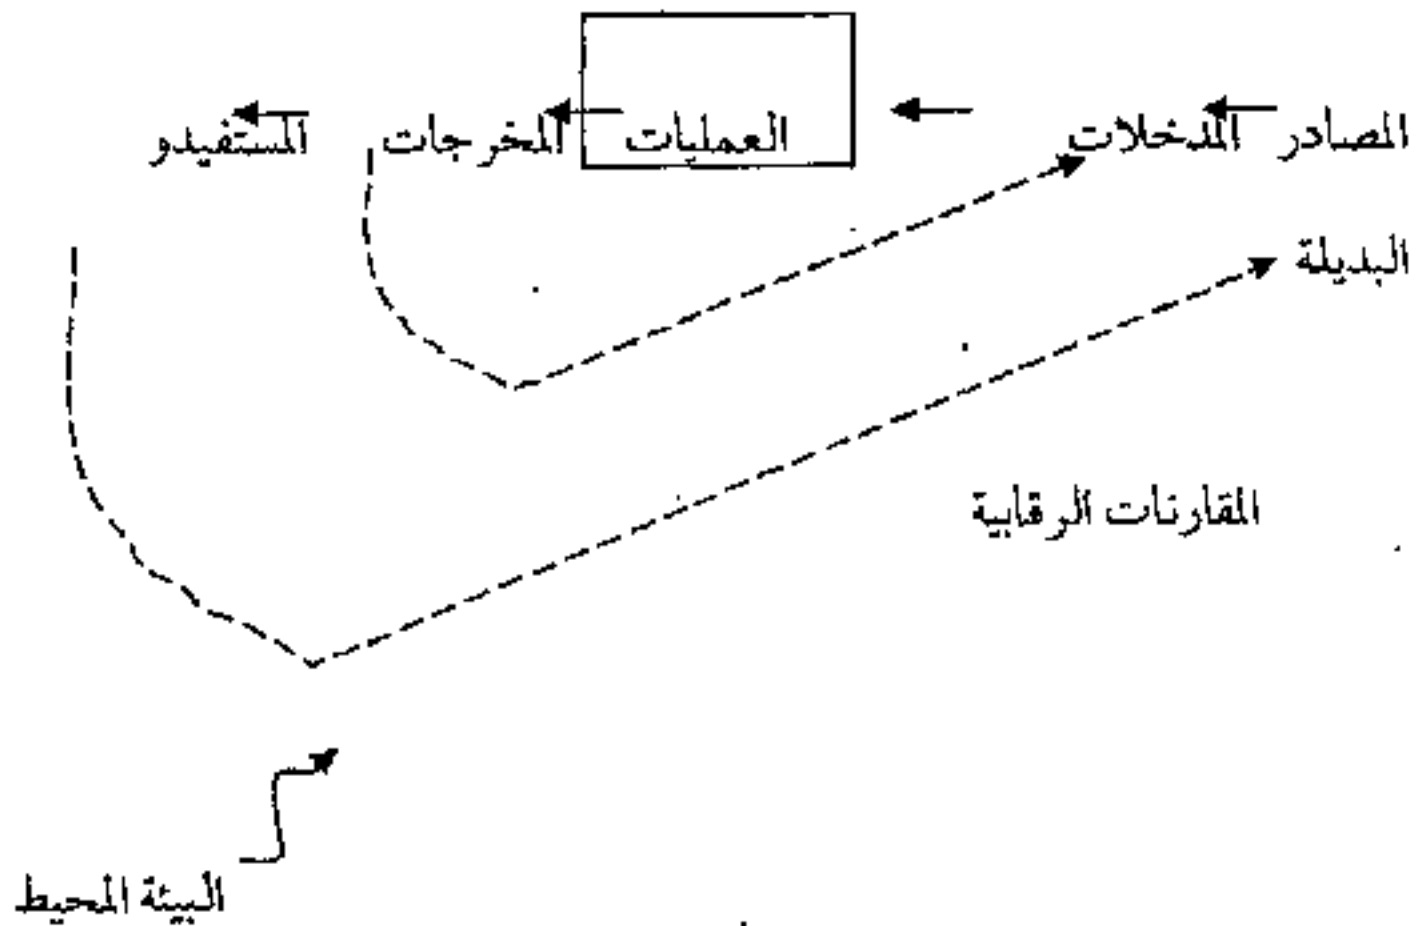 المصادر المدخلات العمليات المخرجات المستفيدو
البديلة
المقارنات الرقابية
البيئة المحيط